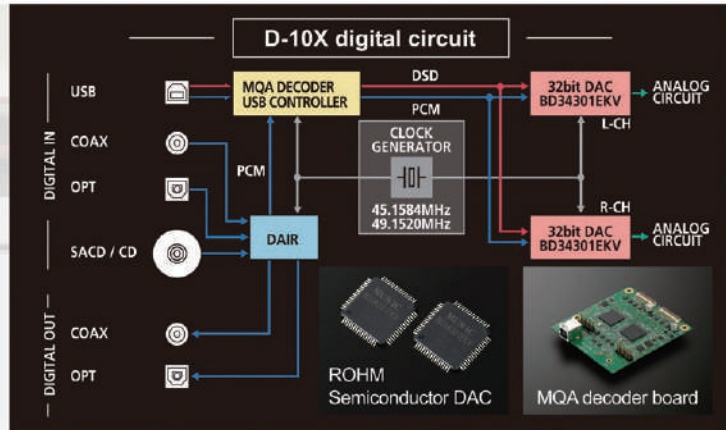 D-10X digital circuit
DIGITAL IN
USB
COAX
OPT
SACD / CD
DIGITAL OUT
COAX
OPT
MQA DECODER
USB CONTROLLER
DSD
PCM
PCM
CLOCK
GENERATOR
45.1584MHz
49.1520MHz
DAIR
32bit DAC
BD34301EKV
ANALOG
CIRCUIT
L-CH
R-CH
32bit DAC
BD34301EKV
ANALOG
CIRCUIT
ROHM
Semiconductor DAC
MQA decoder board